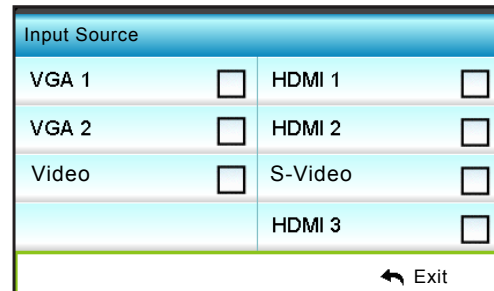 Input Source
VGA 1 HDMI 1
VGA 2 HDMI 2
Video S-Video
HDMI 3
Exit